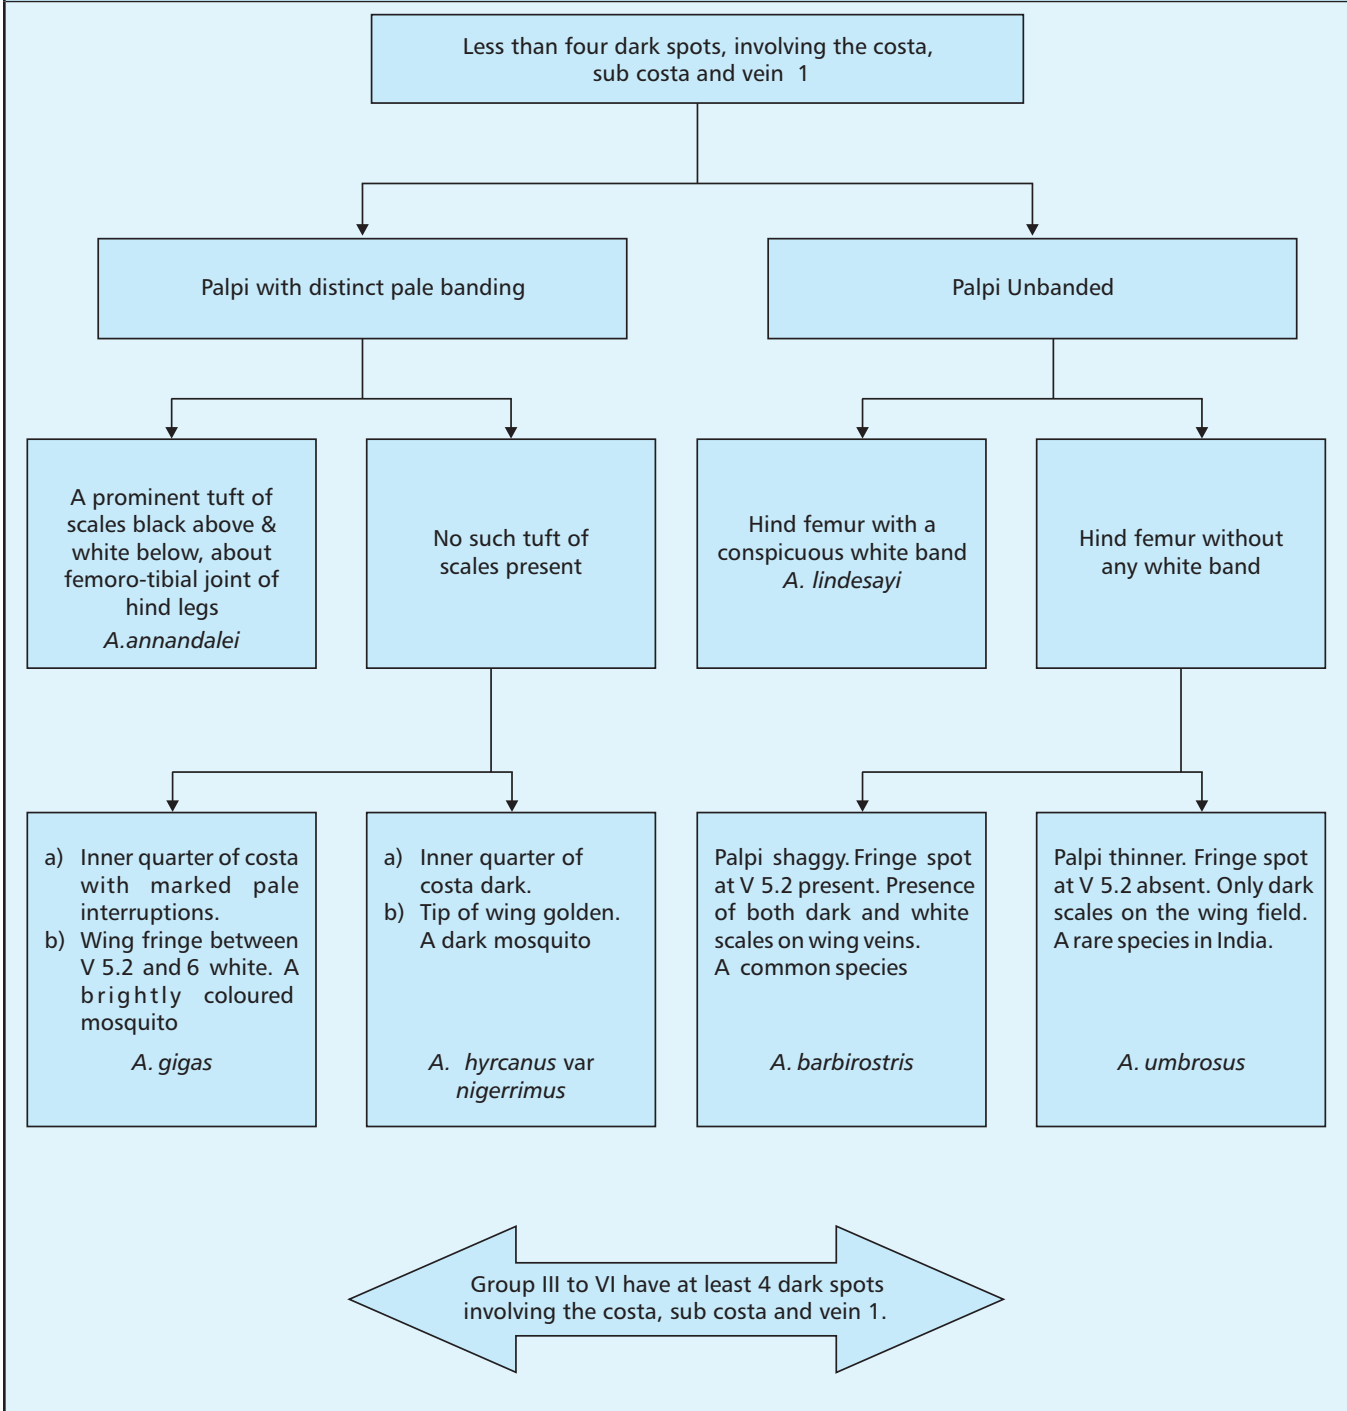 Less than four dark spots, involving the costa,
sub costa and vein 1
Palpi with distinct pale banding
Palpi Unbanded
A prominent tuft of
scales black above &
white below, about
femoro-tibial joint of
hind legs
A.annandalei
No such tuft of
scales present
Hind femur with a
conspicuous white band
A. lindesayi
Hind femur without
any white band
a) Inner quarter of costa
with marked pale
interruptions.
b) Wing fringe between
V 5.2 and 6 white. A
brightly coloured
mosquito
A. gigas
a) Inner quarter of
costa dark.
b) Tip of wing golden.
A dark mosquito
A. hyrcanus var
nigerrimus
Palpi shaggy. Fringe spot
at V 5.2 present. Presence
of both dark and white
scales on wing veins.
A common species
A. barbirostris
Palpi thinner. Fringe spot
at V 5.2 absent. Only dark
scales on the wing field.
A rare species in India.
A. umbrosus
Group III to VI have at least 4 dark spots
involving the costa, sub costa and vein 1.